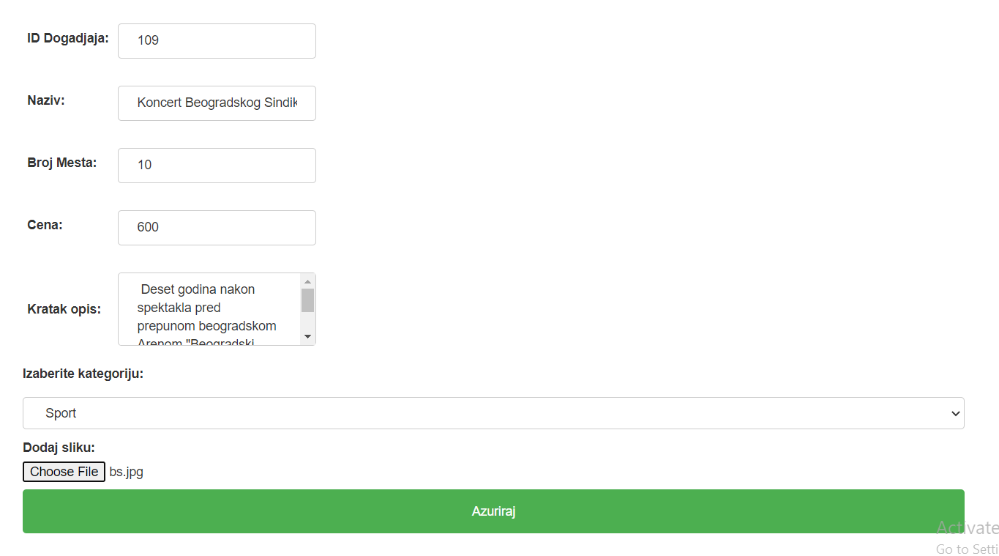 ID Dogadjaja: 109
Naziv: Koncert Beogradskog Sindik
Broj Mesta: 10
Cena: 600
Kratak opis: Deset godina nakon
spektakla pred
prepunom beogradskom
Arenom "Beogradski
Izaberite kategoriju:
Sport
Dodaj sliku:
Choose File bs.jpg
Azuriraj
Activate
Go to Setti